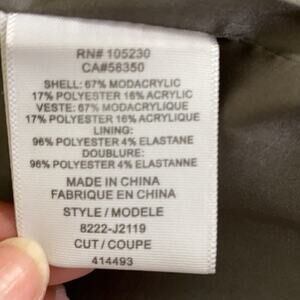 RN# 105230
CA#56350
SHELL: 67% MODACRYLIC
17% POLYESTER 16% ACRYLIC
VESTE: 67% MODACRYLIQUE
17% POLYESTER 16% ACRYLIQUE
LINING:
96% POLYESTER 4% ELASTANE
DOUBLURE:
96% POLYESTER 4% ELASTANNE
MADE IN CHINA
FABRIQUE EN CHINA
STYLE / MODELE
8222-J2119
CUT / COUPE
414493